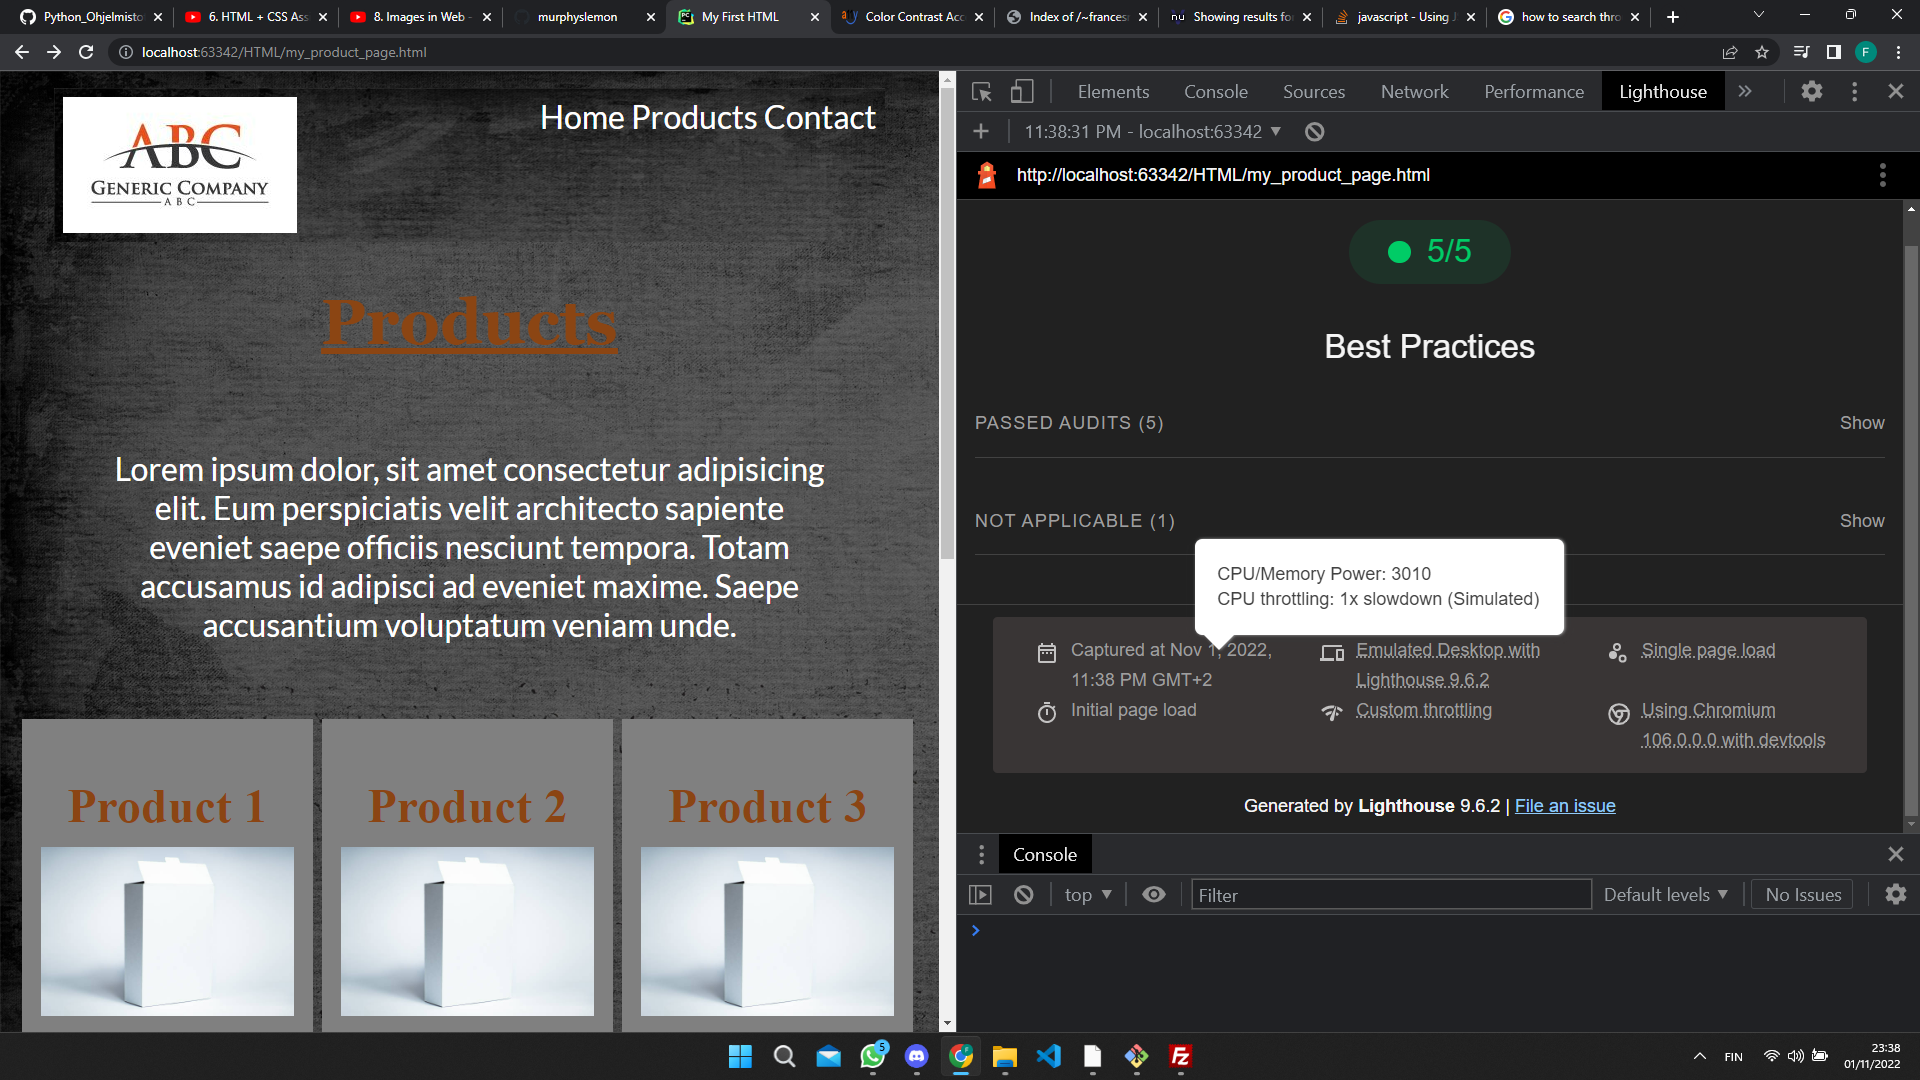 Python_Ohjelmisto
6. HTML + CSS Ass
8. Images in Web -
murphyslemon
My First HTML
Color Contrast Acc
Index of /~frances
Showing results fo
javascript - Using J
how to search thro
localhost:63342/HTML/my_product_page.html
F
ABC
GENERIC COMPANY
ABC
Home Products Contact
Products
Lorem ipsum dolor, sit amet consectetur adipisicing
elit. Eum perspiciatis velit architecto sapiente
eveniet saepe officiis nesciunt tempora. Totam
accusamus id adipisci ad eveniet maxime. Saepe
accusantium voluptatum veniam unde.
Product 1
Product 2
Product 3
Elements
Console
Sources
Network
Performance
Lighthouse
11:38:31 PM - localhost:63342
http://localhost:63342/HTML/my_product_page.html
5/5
Best Practices
PASSED AUDITS (5)
Show
NOT APPLICABLE (1)
Show
CPU/Memory Power: 3010
CPU throttling: 1x slowdown (Simulated)
Captured at Nov 1, 2022,
11:38 PM GMT+2
Emulated Desktop with
Lighthouse 9.6.2
Single page load
Initial page load
Custom throttling
Using Chromium
106.0.0.0 with devtools
Generated by Lighthouse 9.6.2 | File an issue
Console
top
Filter
Default levels
No Issues
5
FIN
23:38
01/11/2022